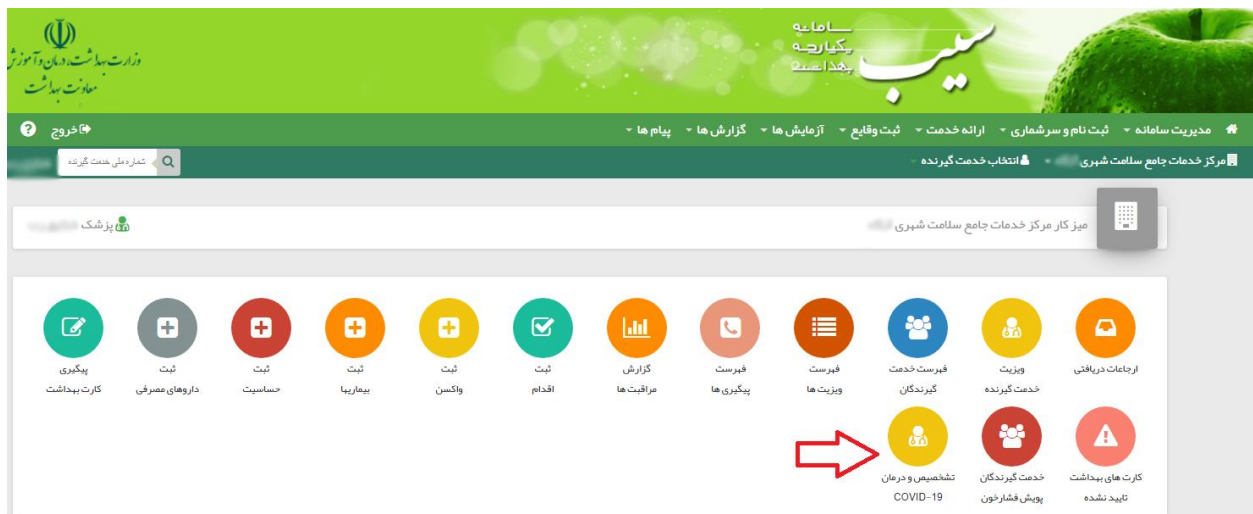 سامانه
یکپارچه
بهداشت
سیب
وزارت بهداشت، درمان و آموزش
معاونت بهداشت
مدیریت سامانه
ثبت نام و سرشماری
ارائه خدمت
ثبت وقایع
آزمایش ها
گزارش ها
پیام ها
خروج
?
مرکز خدمات جامع سلامت شهری
انتخاب خدمت گیرنده
شماره ملی خدمت گیرنده
میز کار مرکز خدمات جامع سلامت شهری
پزشک
ارجاعات دریافتی
ویزیت
خدمت گیرنده
فهرست خدمت
گیرندگان
فهرست
ویزیت ها
فهرست
پیگیری ها
گزارش
مراقبت ها
ثبت
اقدام
ثبت
واکسن
ثبت
بیماریها
ثبت
حساسیت
ثبت
داروهای مصرفی
پیگیری
کارت بهداشت
کارت های بهداشت
تایید نشده
خدمت گیرندگان
پویش فشارخون
تشخصیص و درمان
COVID-19